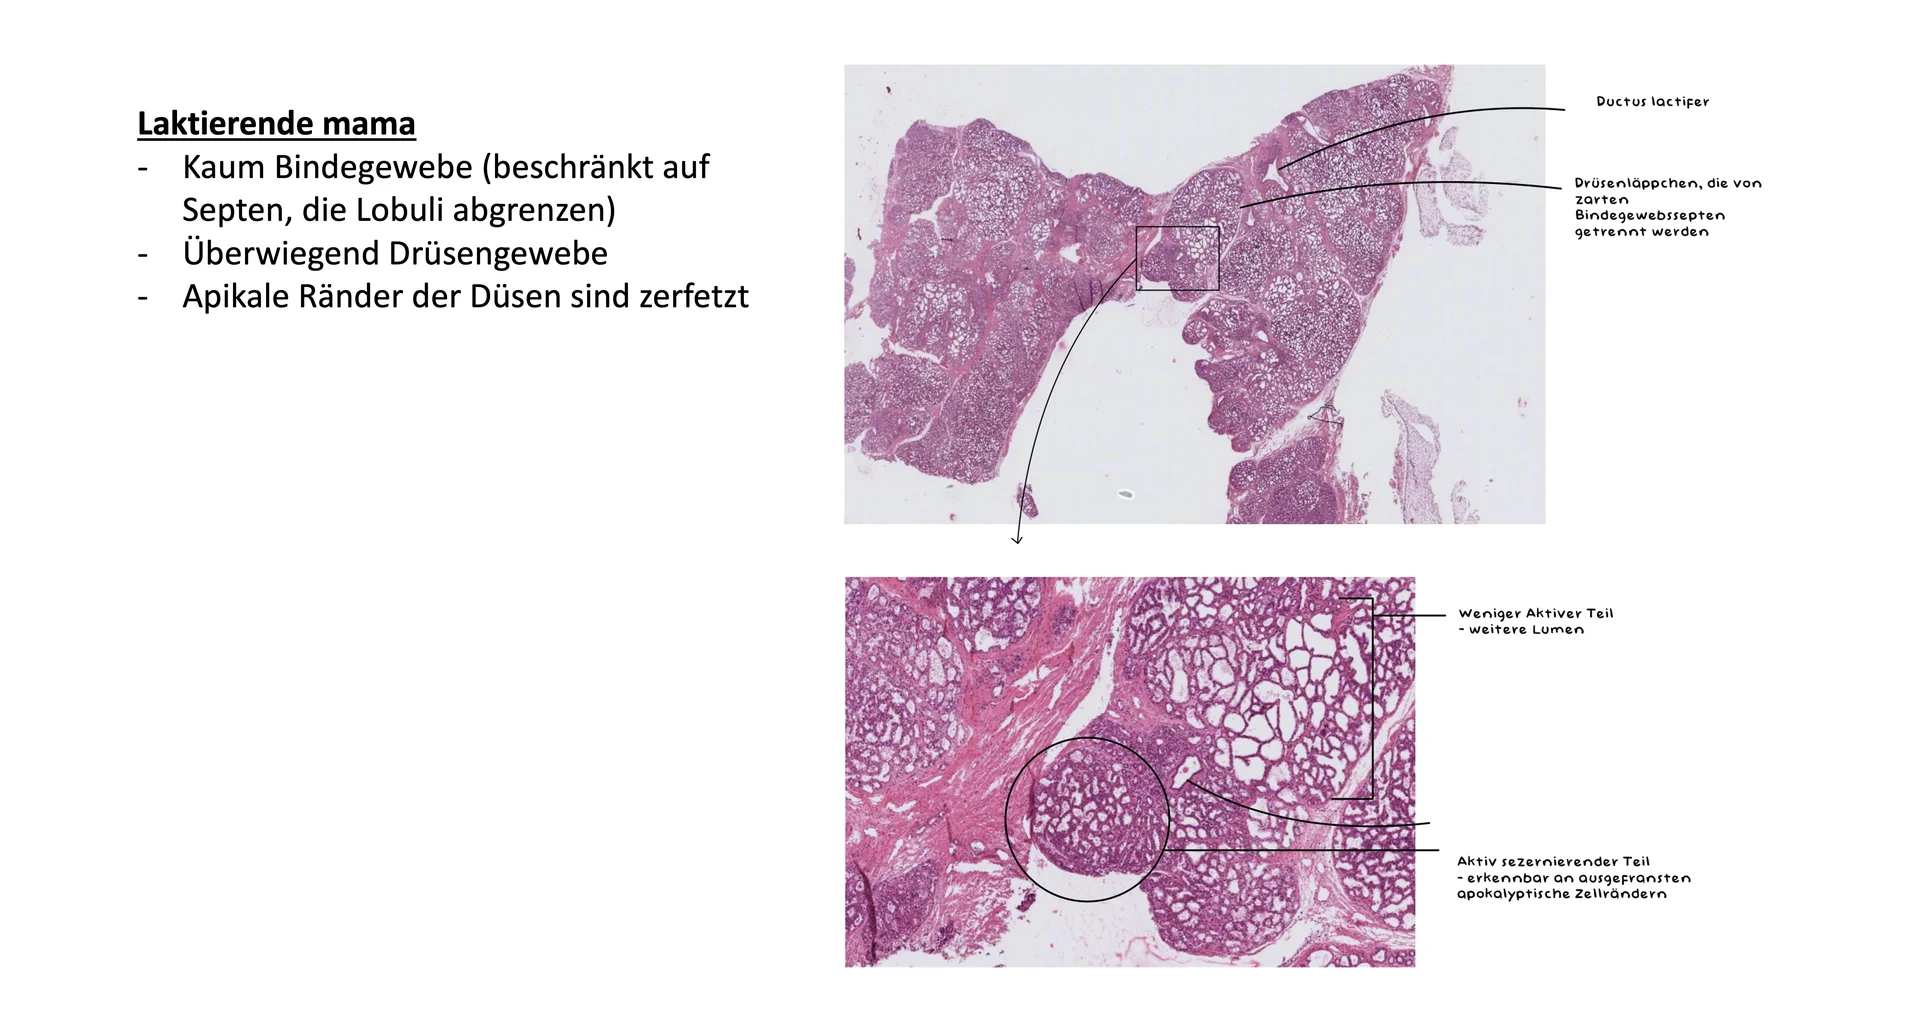 Laktierende mama
- Kaum Bindegewebe (beschränkt auf
Septen, die Lobuli abgrenzen)
- Überwiegend Drüsengewebe
- Apikale Ränder der Düsen sind zerfetzt
Ductus lactifer
Drüsenläppchen, die von
zarten
Bindegewebssepten
getrennt werden
Weniger Aktiver Teil
- weitere Lumen
Aktiv sezernierender Teil
- erkennbar an ausgefransten
apokalyptische Zellrändern